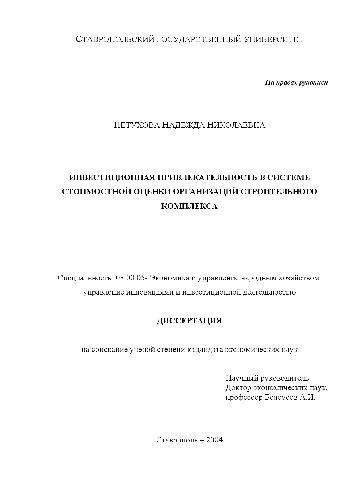 СТАВРОПОЛЬСКИЙ ГОСУДАРСТВЕННЫЙ УНИВЕРСИТЕТ
На правах рукописи
ПЕТУХОВА НАДЕЖДА НИКОЛАЕВНА
ИНВЕСТИЦИОННАЯ ПРИВЛЕКАТЕЛЬНОСТЬ В СИСТЕМЕ
СТОИМОСТНОЙ ОЦЕНКИ ОРГАНИЗАЦИЙ СТРОИТЕЛЬНОГО
КОМПЛЕКСА
Специальность 08.00.05- Экономика и управление народным хозяйством
управление инновациями и инвестиционной деятельностью
ДИССЕРТАЦИЯ
на соискание ученой степени кандидата экономических наук
Научный руководитель
Доктор экономических наук,
профессор А.И.
Ставрополь – 2004